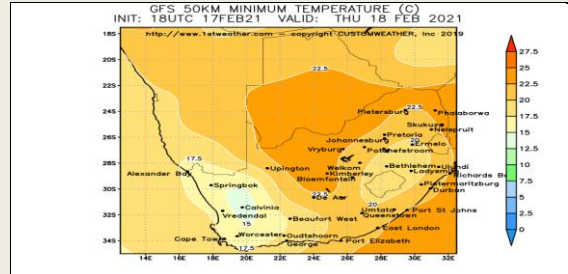 GFS 50KM MINIMUM TEMPERATURE (C)
INIT: 18UTC 17FEB21 VALID: THU 18 FEB 2021
http://www.1stweather.com — copyright CUSTOMWEATHER, Inc 2019
18S
20S
22S
24S
26S
28S
30S
32S
34S
22.5
22.5
Pietersburg
Phalaborwa
Skukuza
Nelspruit
Pretoria
Johannesburg
20
Ermelo
Vryburg
Potchefstroom
17.5
Alexander Bay
Upington
Welkom
Kimberley
Bloemfontein
Bethlehem
Ulundi
Ladysmith
Richards B
Pietermaritzburg
Durban
Springbok
22.5
De Aar
Calvinia
Vredendal
15
20
Umtata
Port St Johns
Queenstown
Beaufort West
East London
Worcester
Oudtshoorn
Cape Town
17.5
George
Port Elizabeth
14E
16E
18E
20E
22E
24E
26E
28E
30E
32E
27.5
25
22.5
20
17.5
15
12.5
10
7.5
5
2.5
0